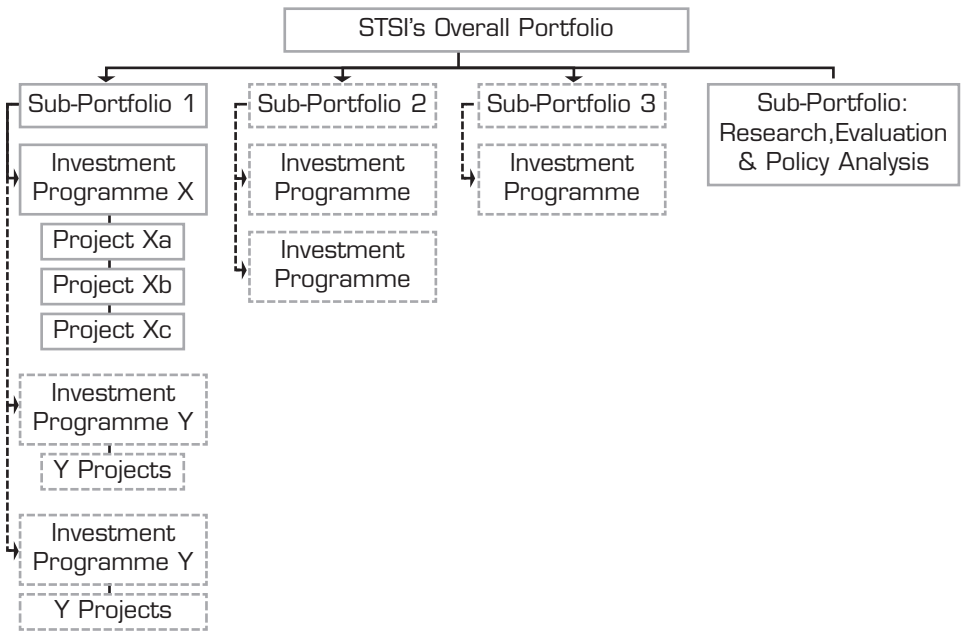 STSI's Overall Portfolio
Sub-Portfolio 1
Sub-Portfolio 2
Sub-Portfolio 3
Sub-Portfolio:
Research,Evaluation
& Policy Analysis
Investment
Programme X
Project Xa
Project Xb
Project Xc
Investment
Programme Y
Y Projects
Investment
Programme Y
Y Projects
Investment
Programme
Investment
Programme
Investment
Programme